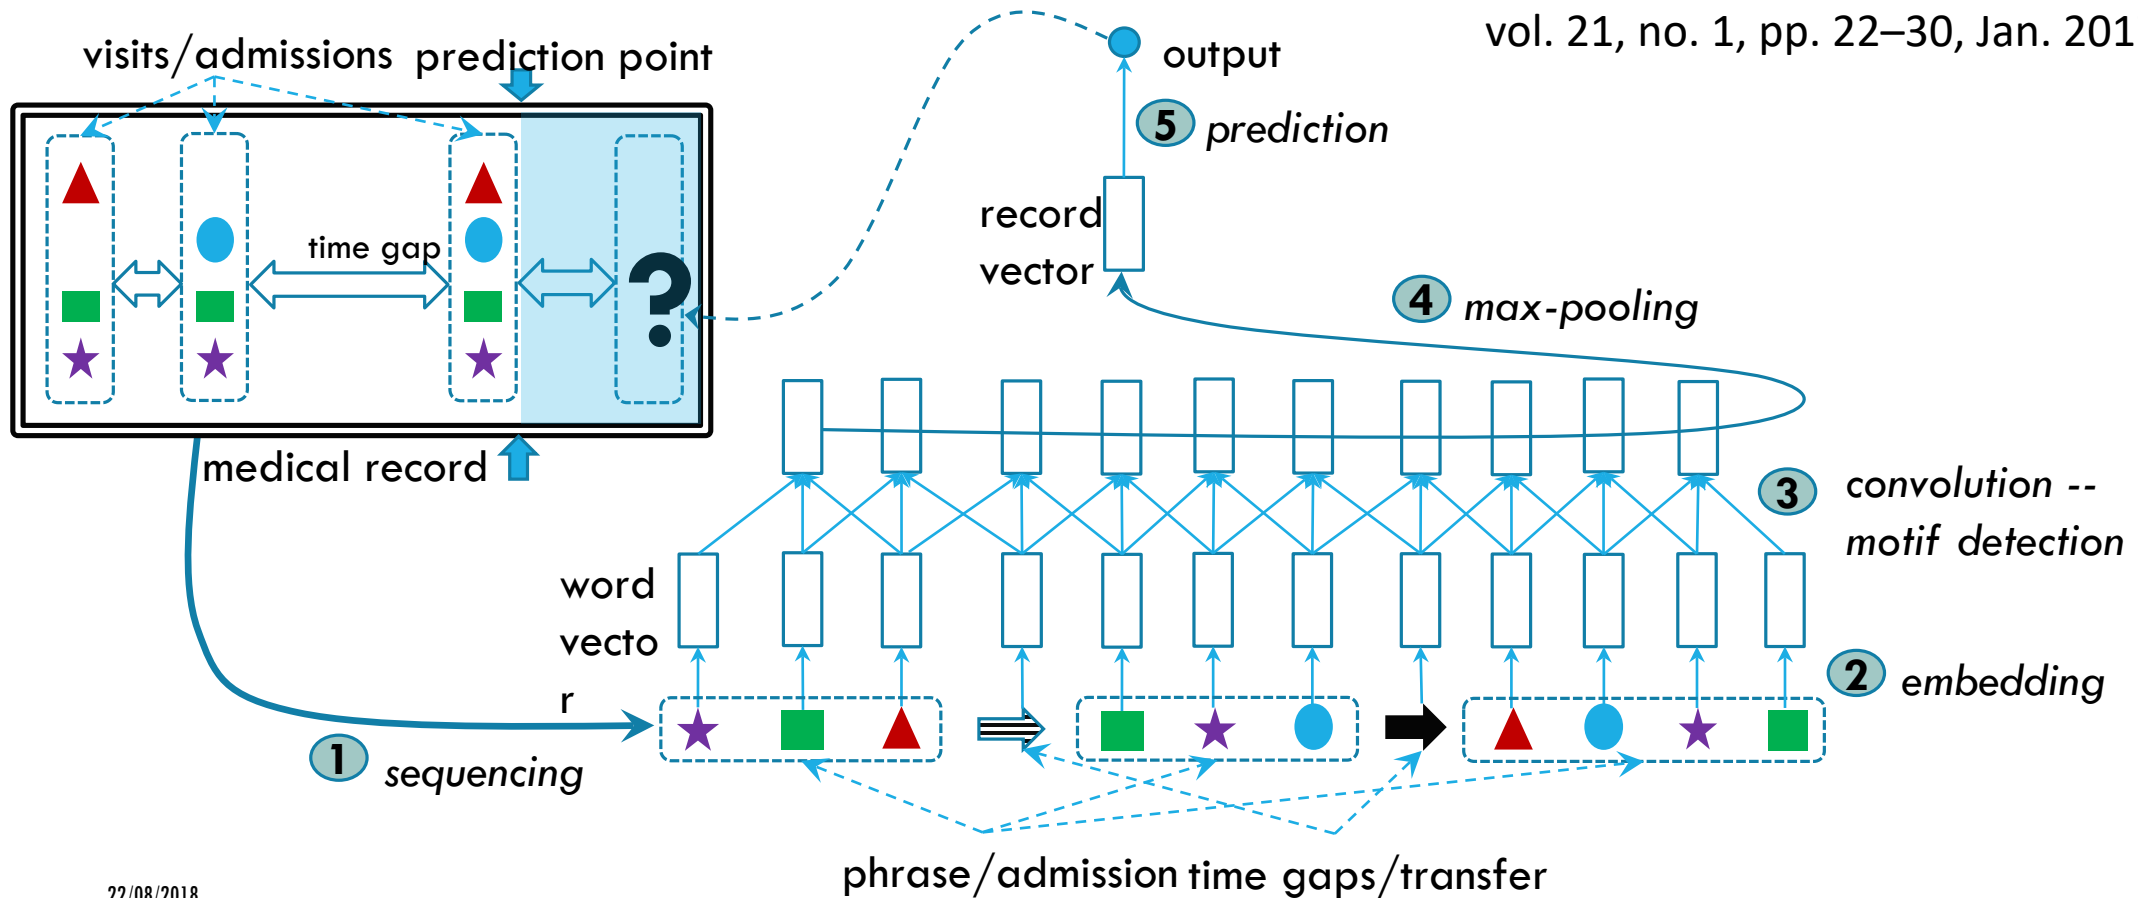 vol. 21, no. 1, pp. 22–30, Jan. 201
visits/admissions
prediction point
output
5 prediction
time gap
?
record
vector
4 max-pooling
medical record
3 convolution --
motif detection
word
vecto
r
2 embedding
1 sequencing
phrase/admission
time gaps/transfer
22/08/2018